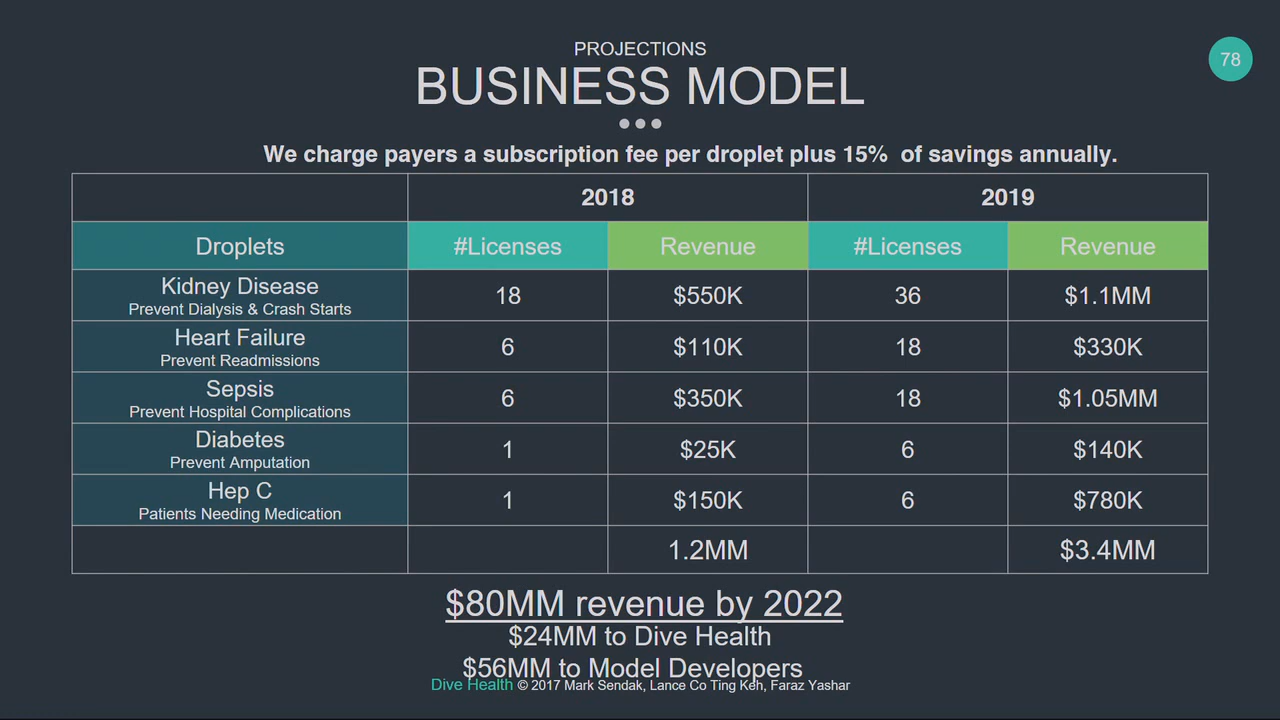 PROJECTIONS
78
BUSINESS MODEL
We charge payers a subscription fee per droplet plus 15% of savings annually.
2018 2019
Droplets #Licenses Revenue #Licenses Revenue
Kidney Disease
Prevent Dialysis & Crash Starts
18 $550K 36 $1.1MM
Heart Failure
Prevent Readmissions
6 $110K 18 $330K
Sepsis
Prevent Hospital Complications
6 $350K 18 $1.05MM
Diabetes
Prevent Amputation
1 $25K 6 $140K
Hep C
Patients Needing Medication
1 $150K 6 $780K
1.2MM $3.4MM
$80MM revenue by 2022
$24MM to Dive Health
$56MM to Model Developers
Dive Health © 2017 Mark Sendak, Lance Co Ting Keh, Faraz Yashar